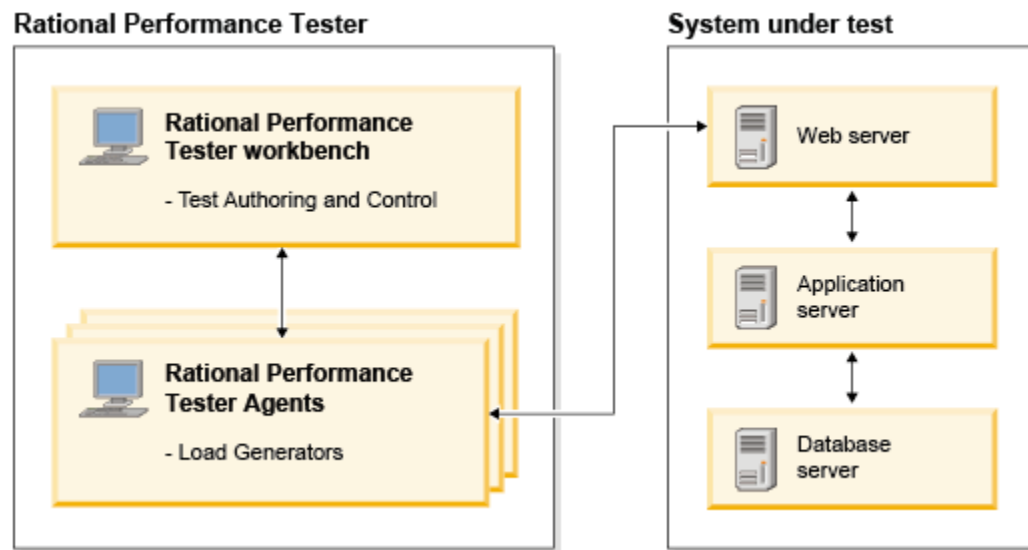 Rational Performance Tester
Rational Performance
Tester workbench
- Test Authoring and Control
Rational Performance
Tester Agents
- Load Generators
System under test
Web server
Application
server
Database
server